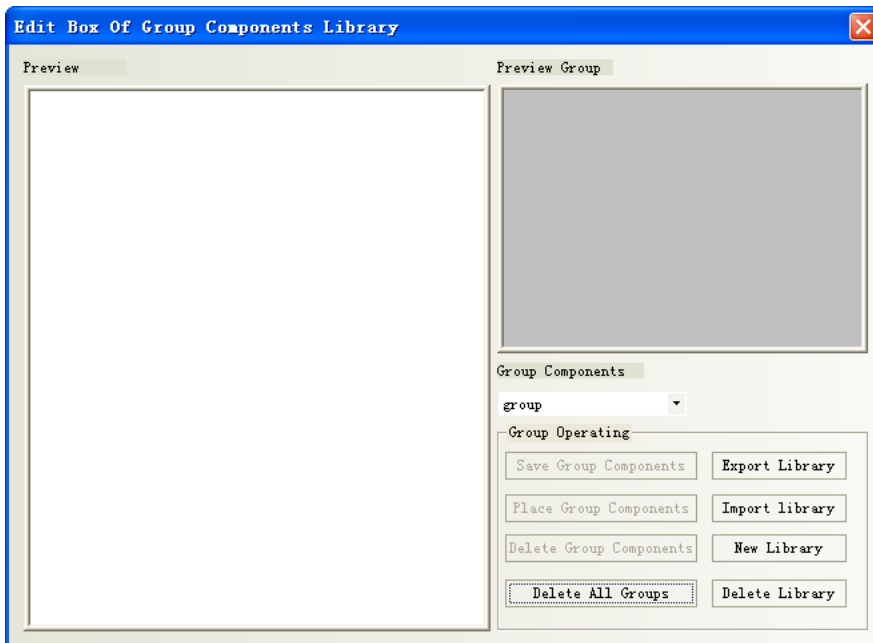 Edit Box Of Group Components Library
Preview
Preview Group
Group Components
group
Group Operating
Save Group Components
Export Library
Place Group Components
Import library
Delete Group Components
New Library
Delete All Groups
Delete Library